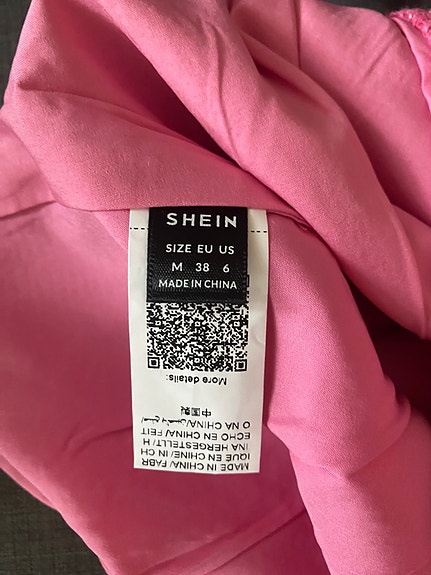 SHEIN
SIZE EU US
M 38 6
MADE IN CHINA
MADE IN CHINA/ FABR
IQUE EN CHINE/ IN CH
INA HERGESTELLT/ H
ECHO EN CHINA/ FEIT
O NA CHINA/
中国製
More details: